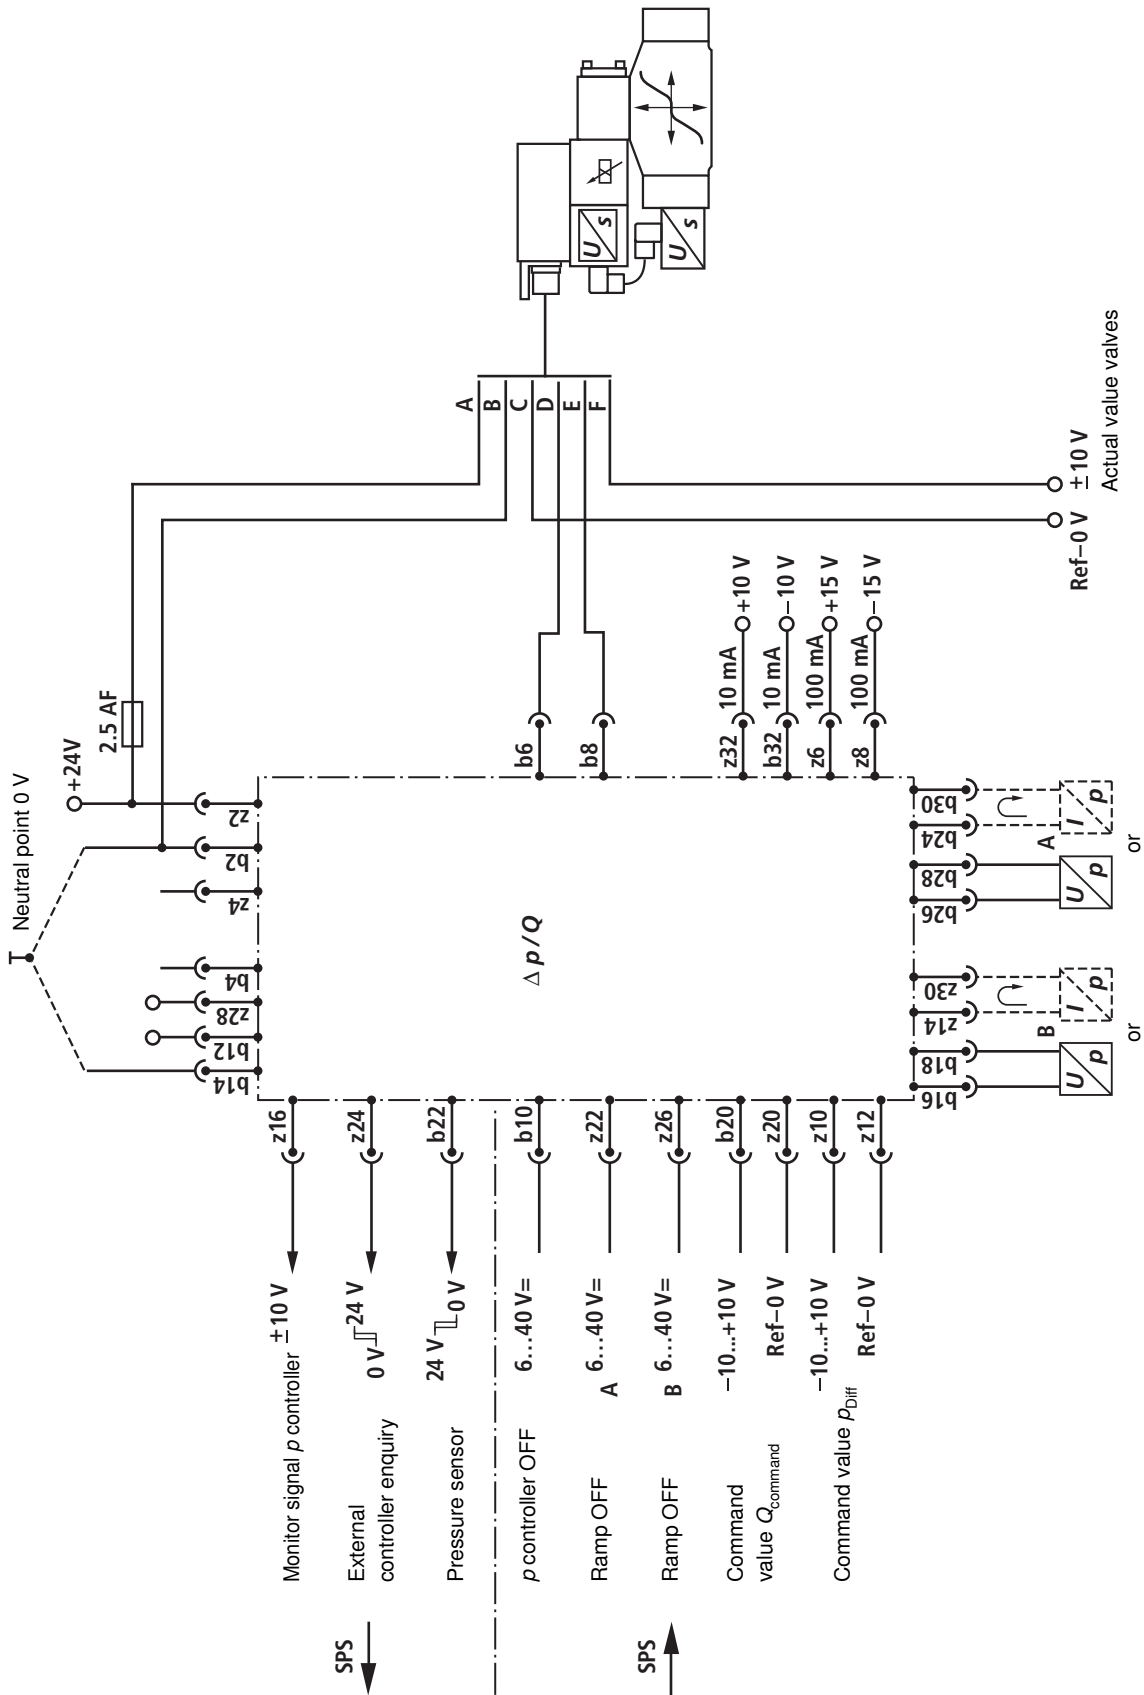 Neutral point 0 V
+24V
2.5 AF
z2
b2
z4
b4
z28
b12
b14
A
B
C
D
E
F
U
s
U
s
b6
b8
z32
10 mA
+10 V
b32
10 mA
−10 V
z6
100 mA
+15 V
z8
100 mA
−15 V
Ref−0 V
±10 V
Actual value valves
Δ p/Q
SPS
Monitor signal p controller
±10 V
z16
External
controller enquiry
0 V
24 V
z24
Pressure sensor
24 V
0 V
b22
SPS
p controller OFF
6...40 V=
b10
Ramp OFF
A
6...40 V=
z22
Ramp OFF
B
6...40 V=
z26
Command
value Qcommand
−10...+10 V
b20
Ref−0 V
z20
Command value pDiff
−10...+10 V
z10
Ref−0 V
z12
b16
b18
z14
z30
b26
b28
b24
b30
U
p
B
I
p
or
U
p
A
I
p
or